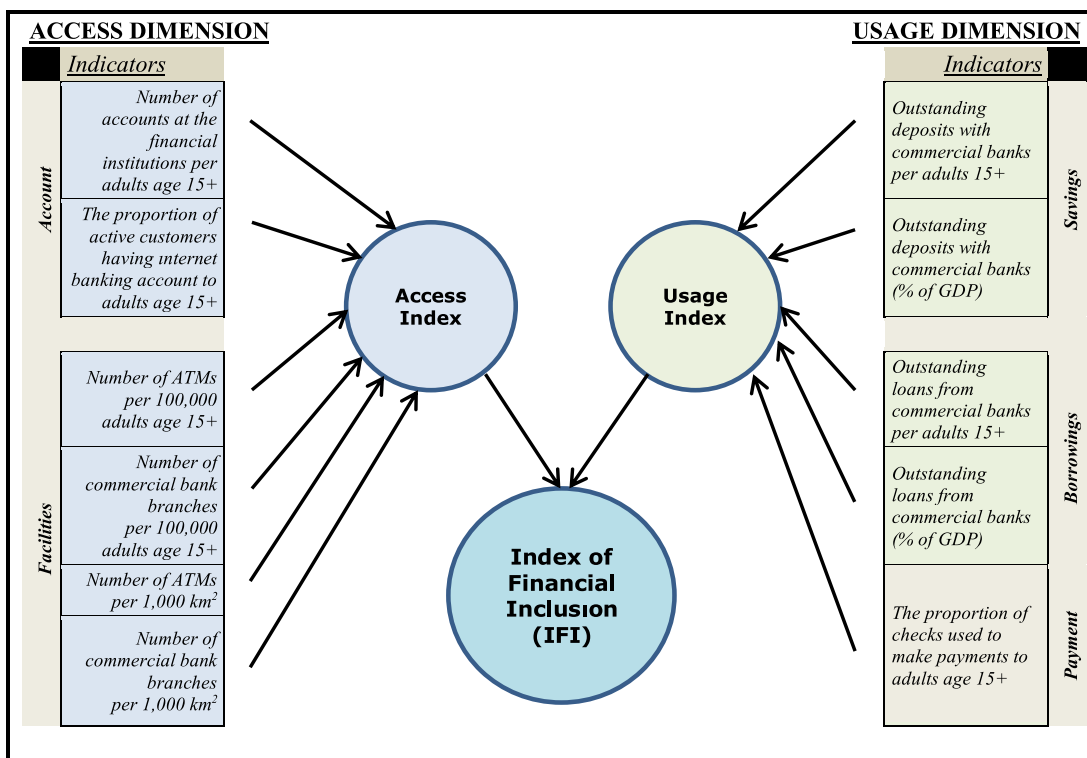 ACCESS DIMENSION
Indicators
Account
Number of
accounts at the
financial
institutions per
adults age 15+
The proportion of
active customers
having internet
banking account to
adults age 15+
Facilities
Number of ATMs
per 100,000
adults age 15+
Number of
commercial bank
branches
per 100,000
adults age 15+
Number of ATMs
per 1,000 km²
Number of
commercial bank
branches
per 1,000 km²
Access
Index
Usage
Index
Index of
Financial
Inclusion
(IFI)
USAGE DIMENSION
Indicators
Outstanding
deposits with
commercial banks
per adults 15+
Outstanding
deposits with
commercial banks
(% of GDP)
Savings
Outstanding
loans from
commercial banks
per adults 15+
Outstanding
loans from
commercial banks
(% of GDP)
Borrowings
The proportion of
checks used to
make payments to
adults age 15+
Payment